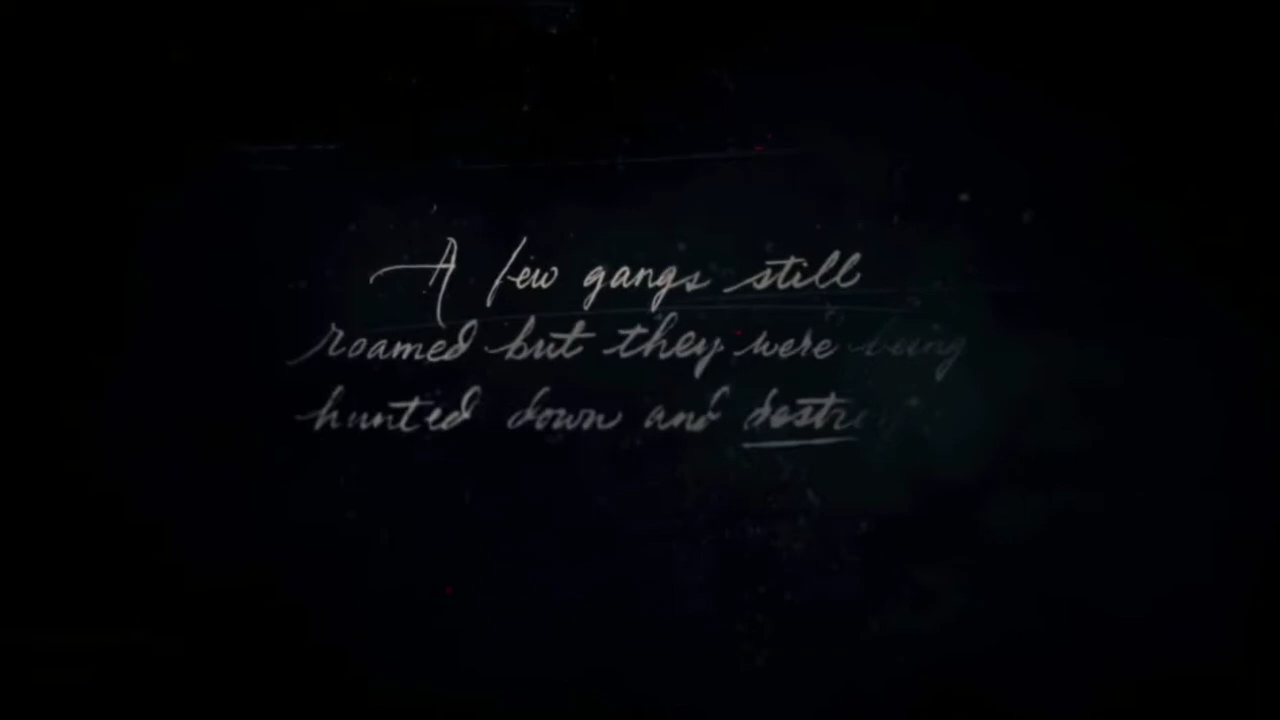 A few gangs still
roamed but they were being
hunted down and